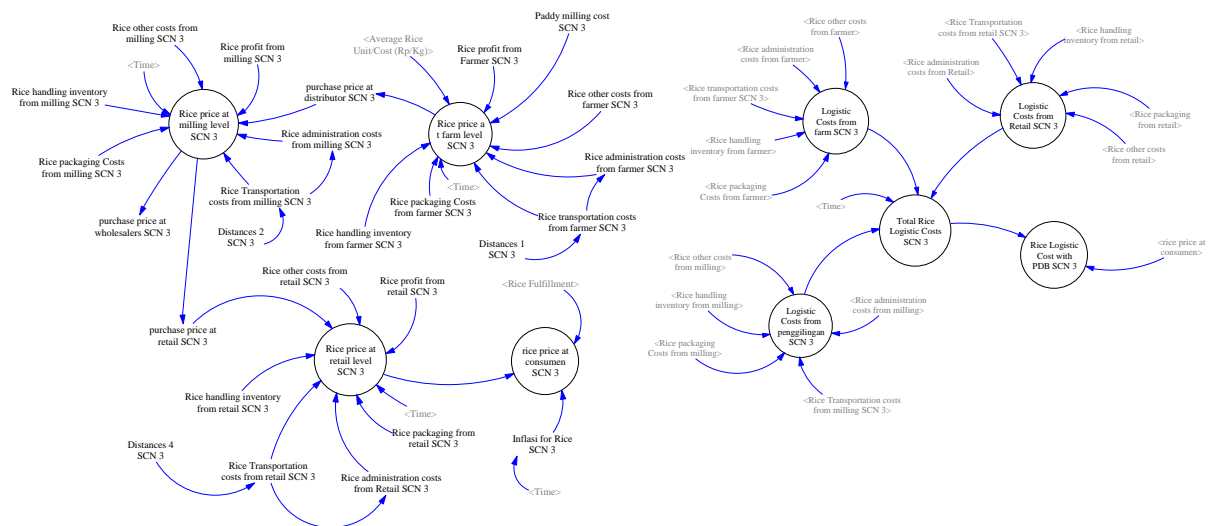 Rice other costs from
milling SCN 3
Rice profit from
milling SCN 3
<Time>
Rice handling inventory
from milling SCN 3
Rice price at
milling level
SCN 3
Rice packaging Costs
from milling SCN 3
purchase price at
wholesalers SCN 3
Rice Transportation
costs from milling SCN 3
Distances 2
SCN 3
Rice administration costs
from milling SCN 3
purchase price at
distributor SCN 3
<Average Rice
Unit/Cost (Rp/Kg)>
Rice profit from
Farmer SCN 3
Paddy milling cost
SCN 3
Rice price a
t farm level
SCN 3
Rice other costs from
farmer SCN 3
Rice administration costs
from farmer SCN 3
<Time>
Rice packaging Costs
from farmer SCN 3
Rice handling inventory
from farmer SCN 3
Rice transportation costs
from farmer SCN 3
Distances 1
SCN 3
purchase price at
retail SCN 3
Rice other costs from
retail SCN 3
Rice profit from
retail SCN 3
Rice price at
retail level
SCN 3
Rice handling inventory
from retail SCN 3
<Time>
Rice packaging from
retail SCN 3
Distances 4
SCN 3
Rice Transportation
costs from retail SCN 3
Rice administration costs
from Retail SCN 3
<Rice Fulfillment>
rice price at
consumen
SCN 3
Inflasi for Rice
SCN 3
<Time>
<Rice other costs
from farmer>
<Rice administration
costs from farmer>
<Rice transportation costs
from farmer SCN 3>
<Rice handling
inventory from farmer>
<Rice packaging
Costs from farmer>
Logistic
Costs from
farm SCN 3
<Rice Transportation
costs from retail SCN 3>
<Rice handling
inventory from retail>
<Rice administration
costs from Retail>
Logistic
Costs from
Retail SCN 3
<Rice packaging
from retail>
<Rice other costs
from retail>
<Time>
Total Rice
Logistic Costs
SCN 3
Rice Logistic
Cost with
PDB SCN 3
<rice price at
consumen>
<Rice other costs
from milling>
<Rice handling
inventory from milling>
<Rice packaging
Costs from milling>
Logistic
Costs from
penggilingan
SCN 3
<Rice administration
costs from milling>
<Rice Transportation costs
from milling SCN 3>